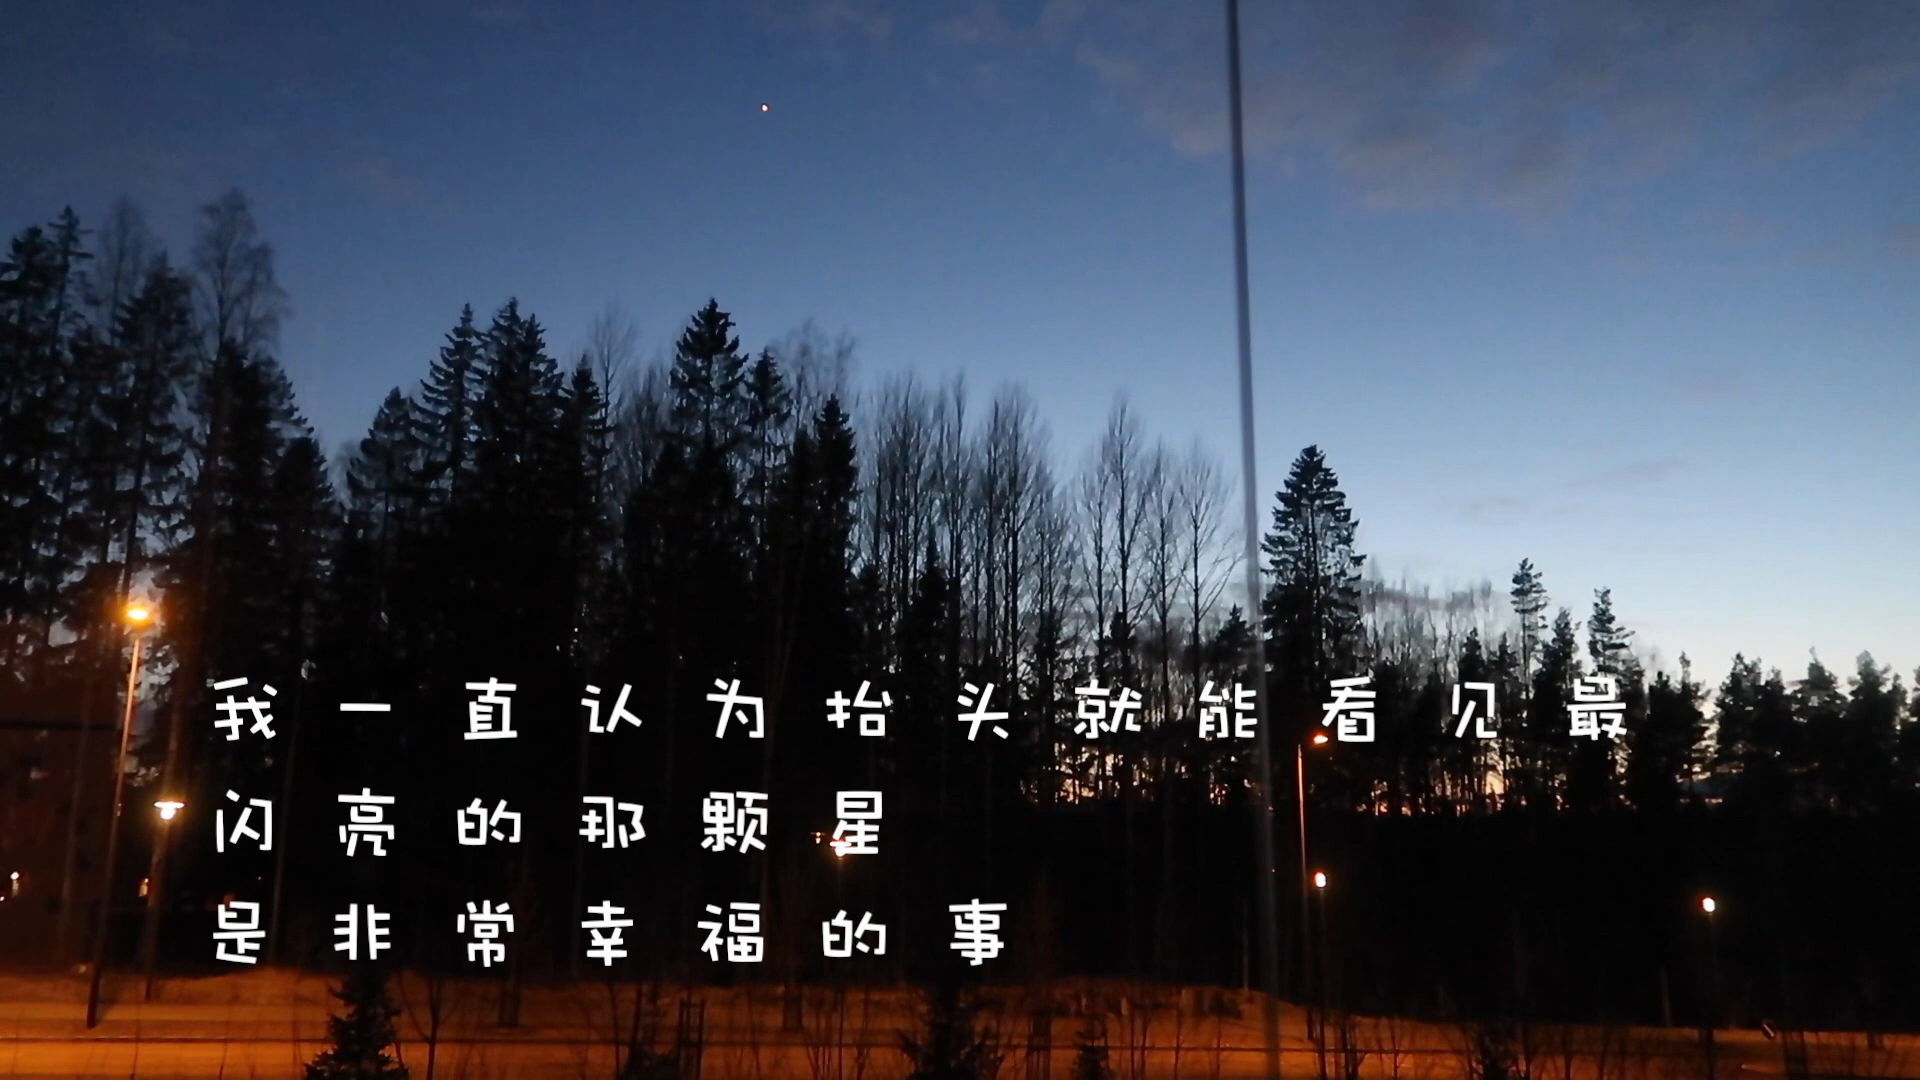 我一直认为抬头就能看见最
闪亮的那颗星
是非常幸福的事